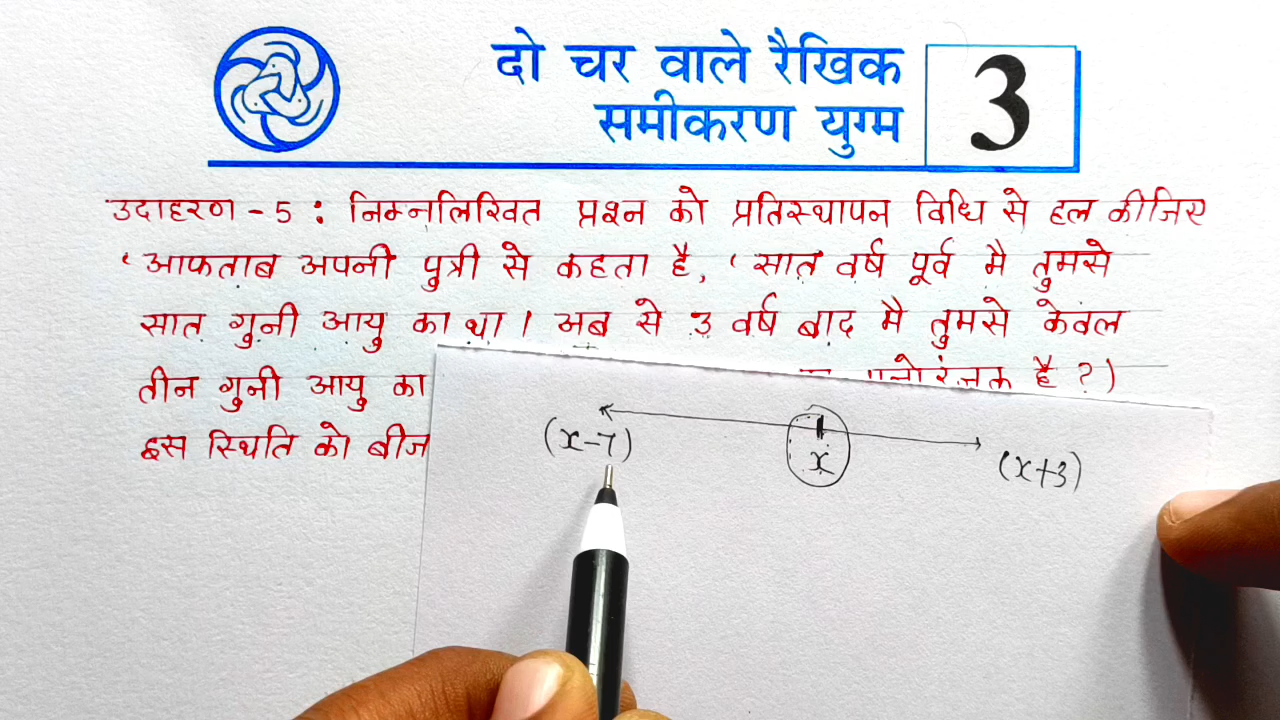 दो चर वाले रैखिक
समीकरण युग्म
3
उदाहरण - 5 : निम्नलिखित प्रश्न को प्रतिस्थापन विधि से हल कीजिए
'आफताब अपनी पुत्री से कहता है, 'सात वर्ष पूर्व मै तुमसे
सात गुनी आयु का था । अब से 3 वर्ष बाद मै तुमसे केवल
तीन गुनी आयु का है ?)
इस स्थिति को बीज
(x-7)
x
(x+3)